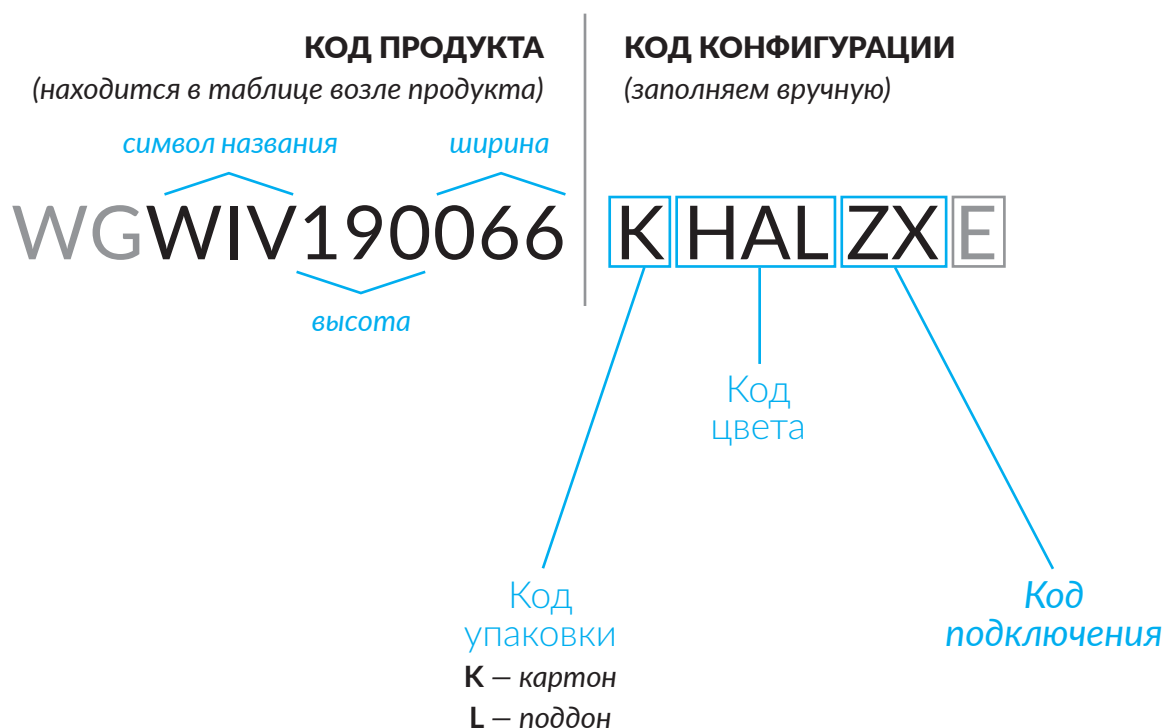 КОД ПРОДУКТА
(находится в таблице возле продукта)
КОД КОНФИГУРАЦИИ
(заполняем вручную)
символ названия
ширина
WGWIV190066
K HAL ZX E
высота
Код
цвета
Код
упаковки
K – картон
L – поддон
Код
подключения